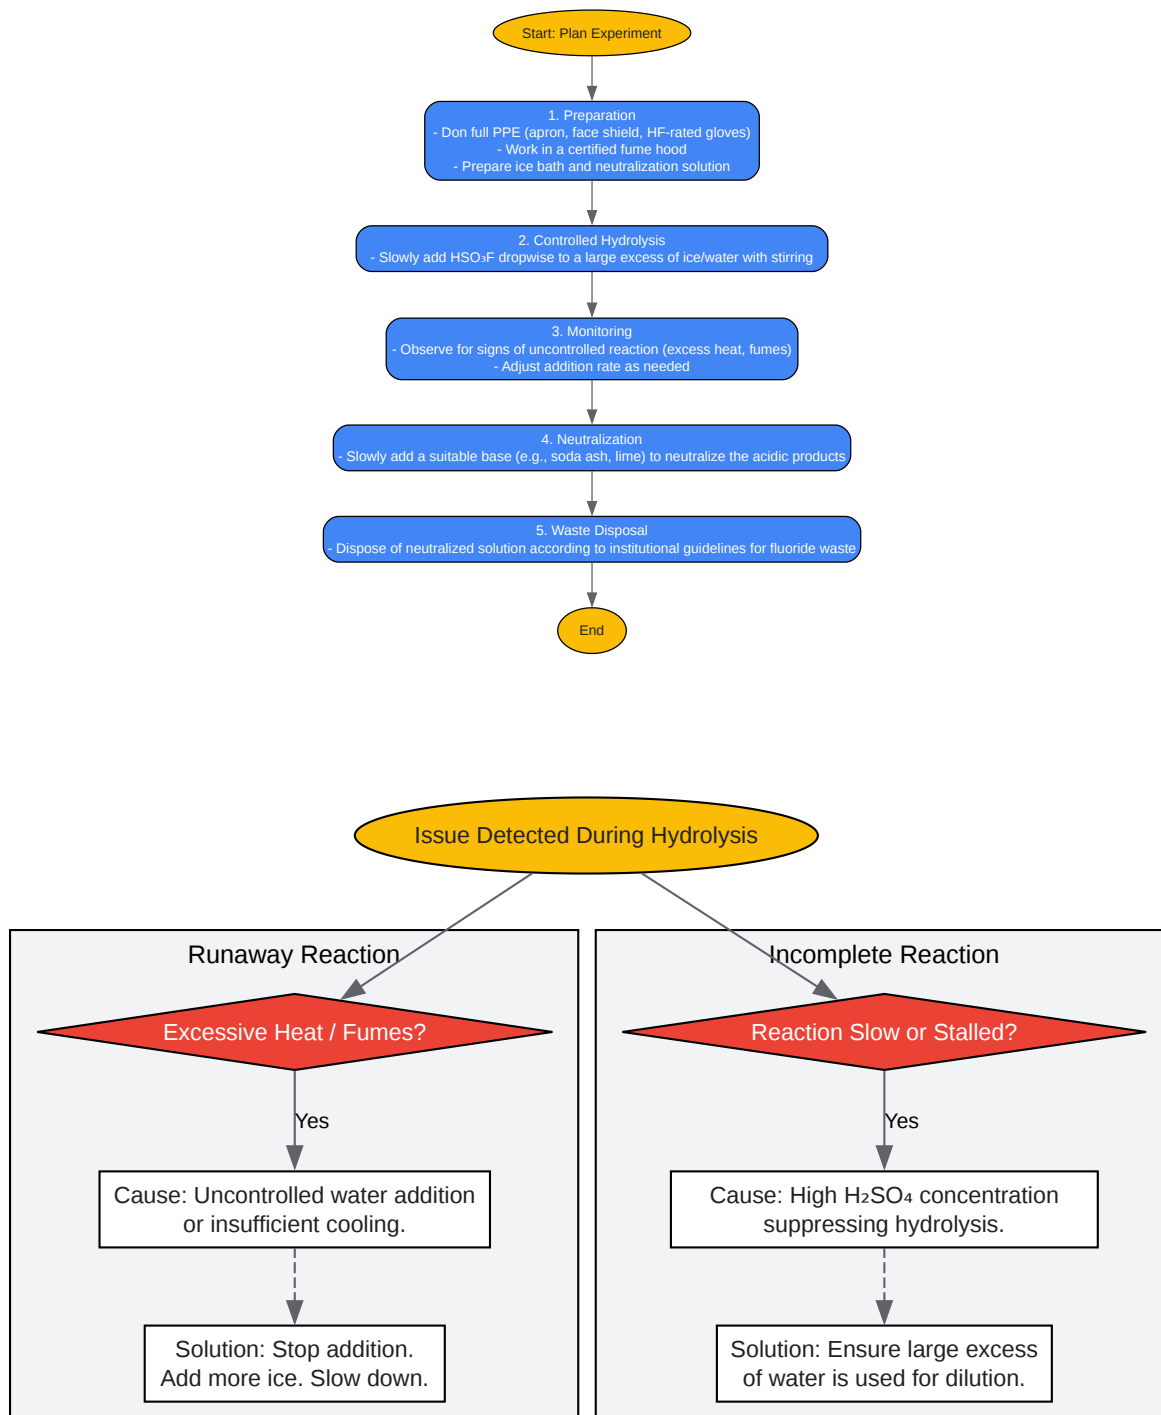 Start: Plan Experiment
1. Preparation
- Don full PPE (apron, face shield, HF-rated gloves)
- Work in a certified fume hood
- Prepare ice bath and neutralization solution
2. Controlled Hydrolysis
- Slowly add HSO₃F dropwise to a large excess of ice/water with stirring
3. Monitoring
- Observe for signs of uncontrolled reaction (excess heat, fumes)
- Adjust addition rate as needed
4. Neutralization
- Slowly add a suitable base (e.g., soda ash, lime) to neutralize the acidic products
5. Waste Disposal
- Dispose of neutralized solution according to institutional guidelines for fluoride waste
End
Issue Detected During Hydrolysis
Runaway Reaction
Excessive Heat / Fumes?
Yes
Cause: Uncontrolled water addition
or insufficient cooling.
Solution: Stop addition.
Add more ice. Slow down.
Incomplete Reaction
Reaction Slow or Stalled?
Yes
Cause: High H₂SO₄ concentration
suppressing hydrolysis.
Solution: Ensure large excess
of water is used for dilution.